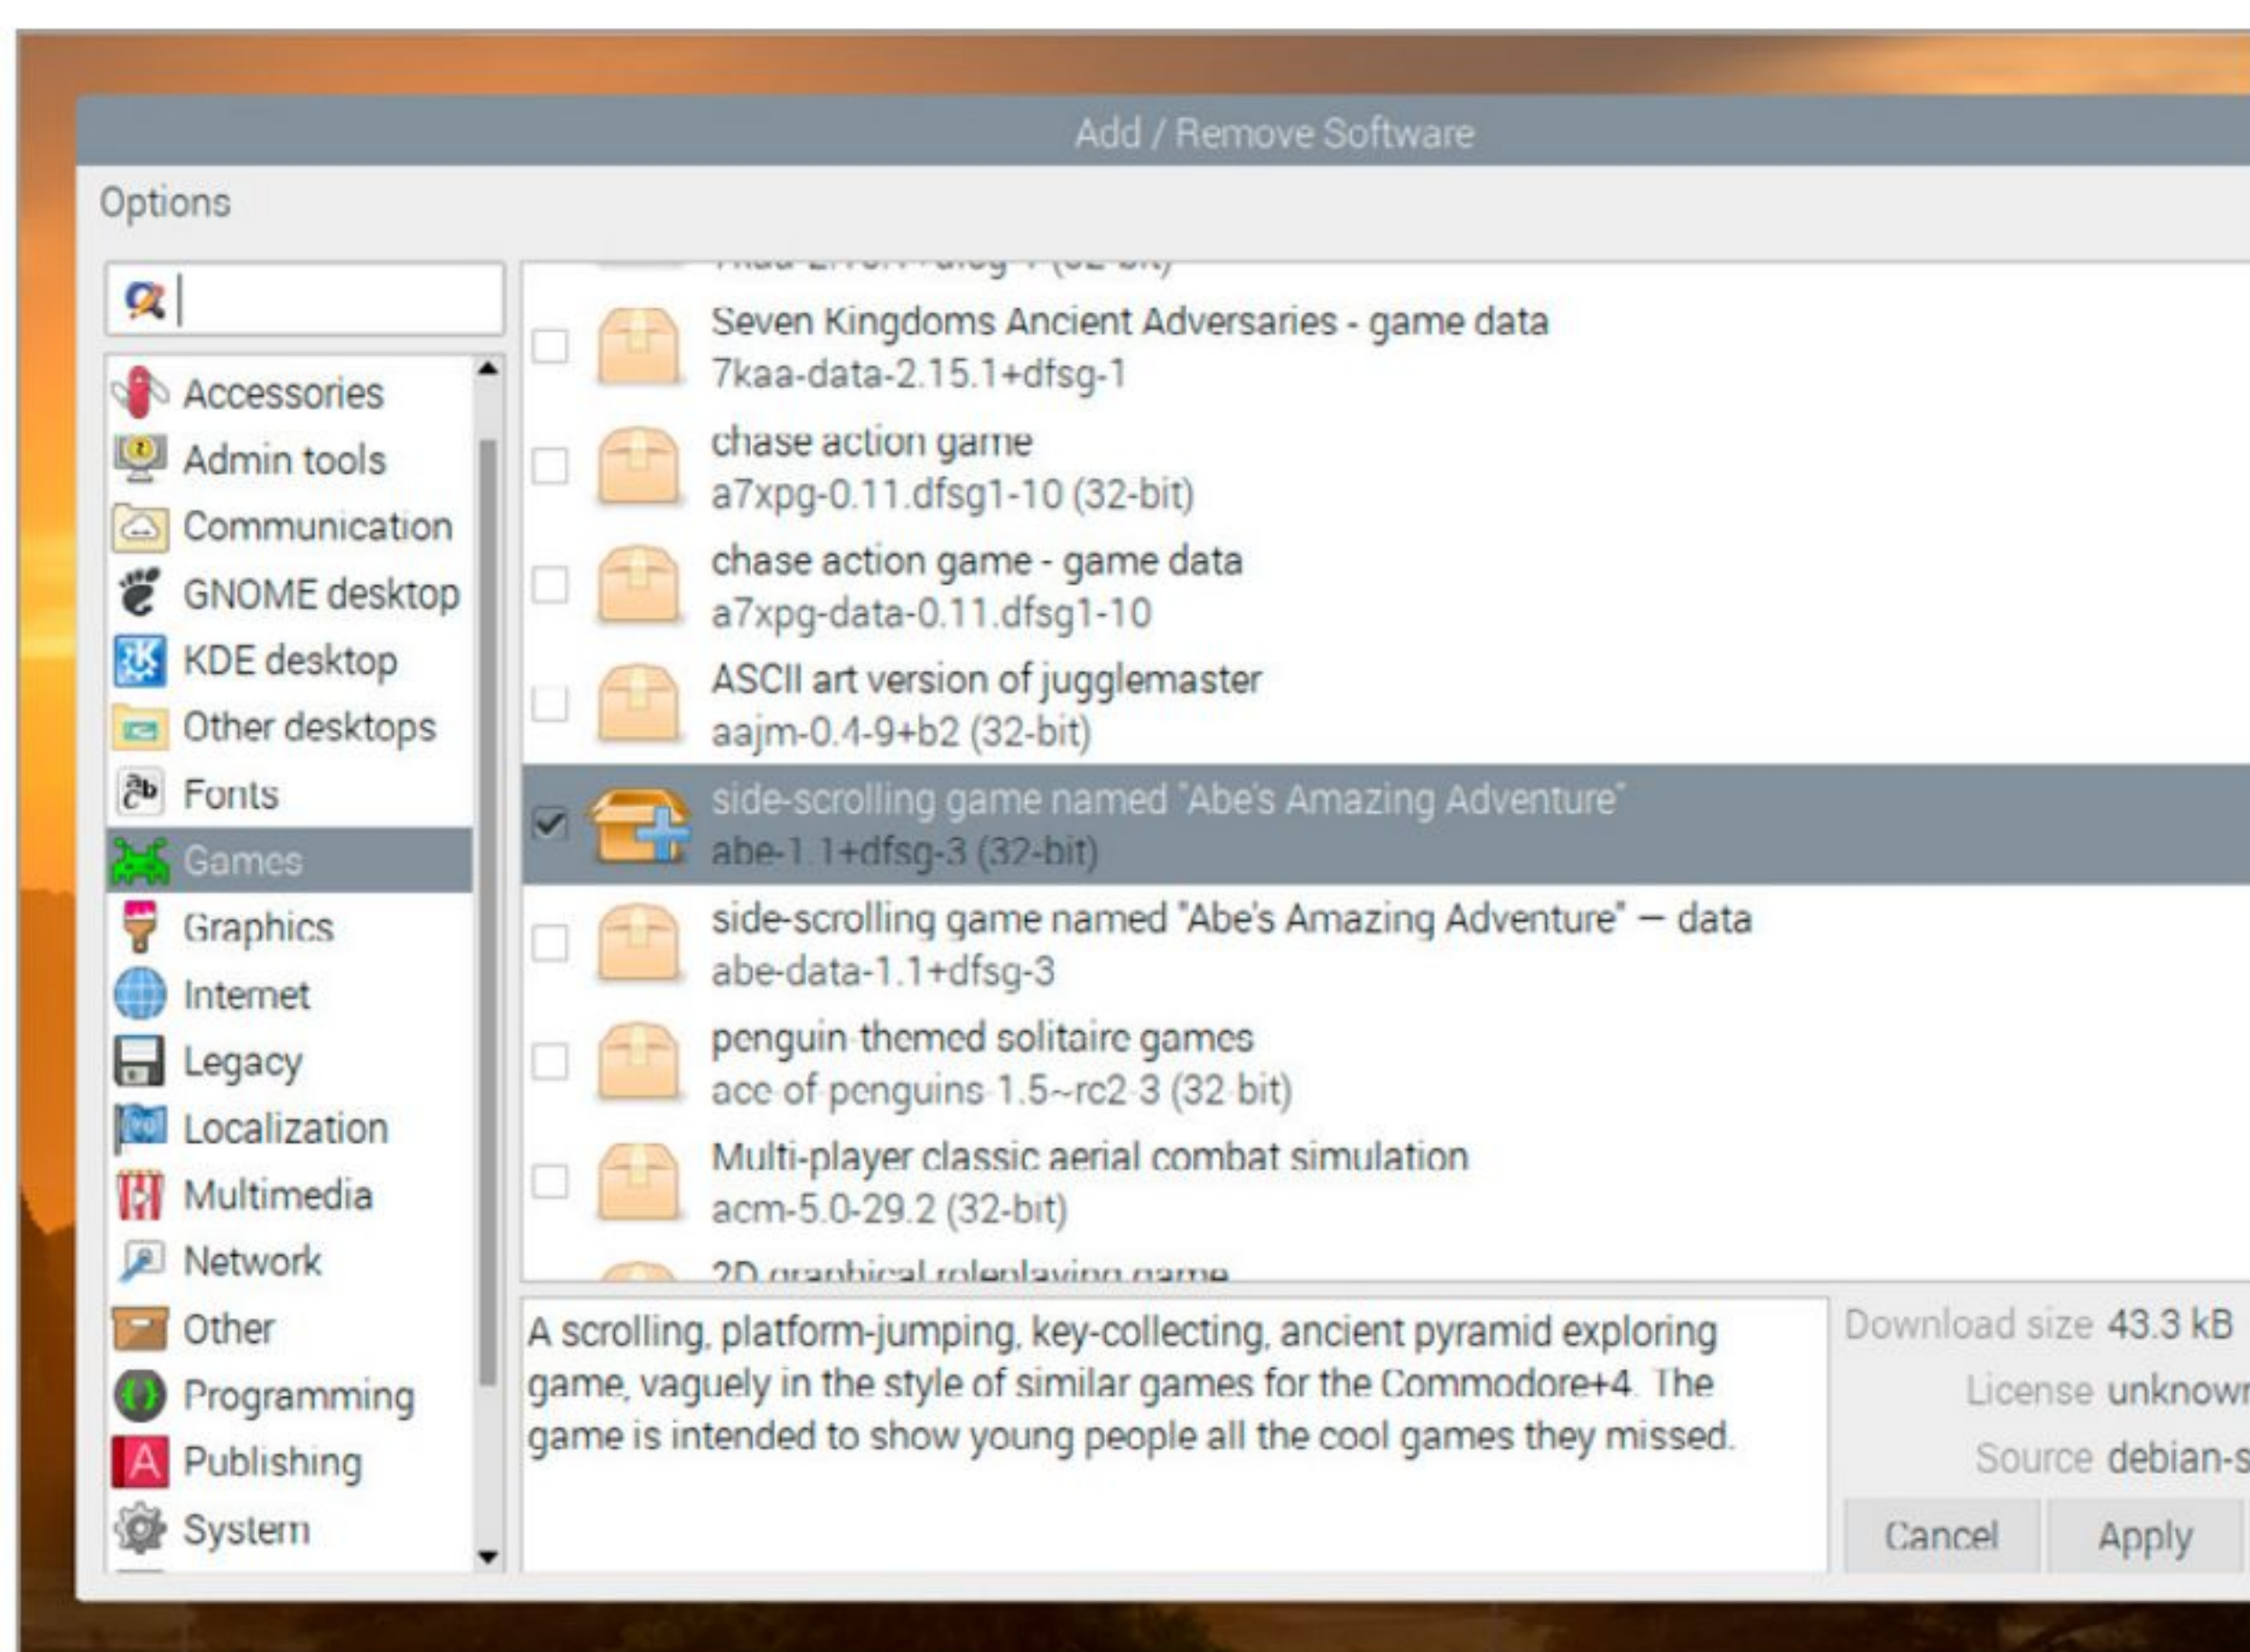 Add / Remove Software
Options
Accessories
Admin tools
Communication
GNOME desktop
KDE desktop
Other desktops
Fonts
Games
Graphics
Internet
Legacy
Localization
Multimedia
Network
Other
Programming
Publishing
System
Seven Kingdoms Ancient Adversaries - game data
7kaa-data-2.15.1+dfsg-1
chase action game
a7xpg-0.11.dfsg1-10 (32-bit)
chase action game - game data
a7xpg-data-0.11.dfsg1-10
ASCII art version of jugglemaster
aajm-0.4-9+b2 (32-bit)
side-scrolling game named "Abe's Amazing Adventure"
abe-1.1+dfsg-3 (32-bit)
side-scrolling game named "Abe's Amazing Adventure" — data
abe-data-1.1+dfsg-3
penguin-themed solitaire games
ace-of-penguins-1.5~rc2-3 (32-bit)
Multi-player classic aerial combat simulation
acm-5.0-29.2 (32-bit)
2D graphical roleplaying game
A scrolling, platform-jumping, key-collecting, ancient pyramid exploring
game, vaguely in the style of similar games for the Commodore+4. The
game is intended to show young people all the cool games they missed.
Download size 43.3 kB
License unknown
Source debian-s
Cancel
Apply